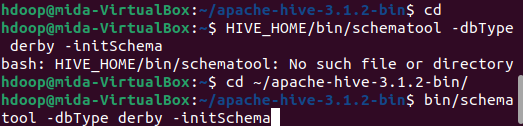 hdoop@mida-VirtualBox:~/apache-hive-3.1.2-bin$ cd
hdoop@mida-VirtualBox:~$ HIVE_HOME/bin/schematool -dbType
 derby -initSchema
bash: HIVE_HOME/bin/schematool: No such file or directory
hdoop@mida-VirtualBox:~$ cd ~/apache-hive-3.1.2-bin/
hdoop@mida-VirtualBox:~/apache-hive-3.1.2-bin$ bin/schema
tool -dbType derby -initSchema